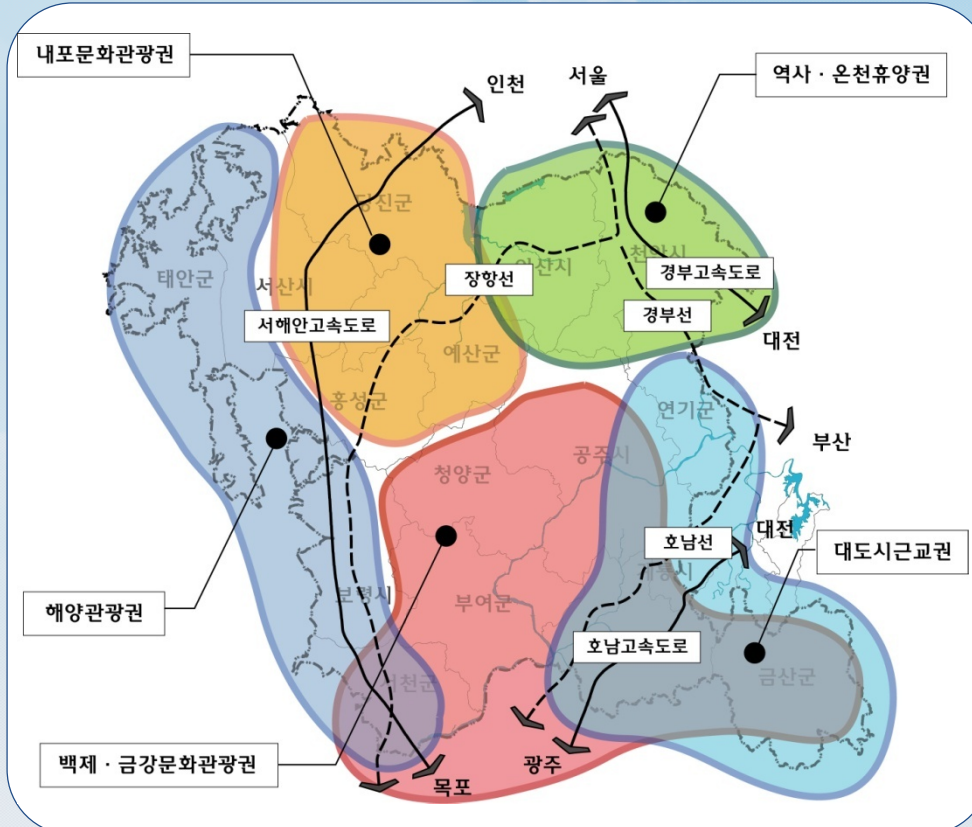 내포문화관광권
인천
서울
역사 · 온천휴양권
당진군
태안군
서산시
아산시
천안시
장항선
경부고속도로
경부선
서해안고속도로
대전
예산군
홍성군
연기군
부산
공주시
청양군
대전
호남선
대도시근교권
계룡시
해양관광권
보령시
부여군
호남고속도로
금산군
서천군
백제 · 금강문화관광권
목포
광주